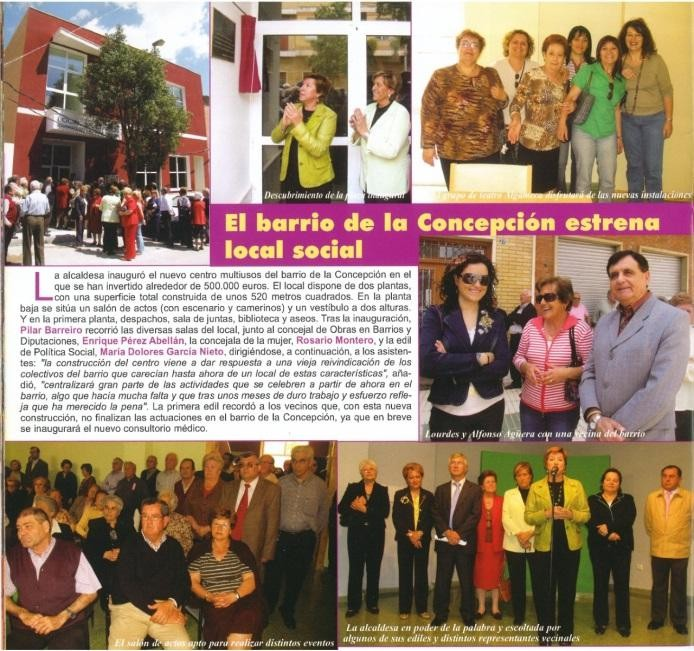 LOCAL SOCIAL
Descubrimiento de la placa inaugural
El grupo de teatro Algameca disfrutará de las nuevas instalaciones
El barrio de la Concepción estrena
local social
La alcaldesa inauguró el nuevo centro multiusos del barrio de la Concepción en el
que se han invertido alrededor de 500.000 euros. El local dispone de dos plantas,
con una superficie total construida de unos 520 metros cuadrados. En la planta
baja se sitúa un salón de actos (con escenario y camerinos) y un vestíbulo a dos alturas.
Y en la primera planta, despachos, sala de juntas, biblioteca y aseos. Tras la inauguración,
Pilar Barreiro recorrió las diversas salas del local, junto al concejal de Obras en Barrios y
Diputaciones, Enrique Pérez Abellán, la concejala de la mujer, Rosario Montero, y la edil
de Política Social, María Dolores García Nieto, dirigiéndose, a continuación, a los asisten-
tes: "la construcción del centro viene a dar respuesta a una vieja reivindicación de los
colectivos del barrio que carecían hasta ahora de un local de estas características", aña-
dió, "centralizará gran parte de las actividades que se celebren a partir de ahora en el
barrio, algo que hacía mucha falta y que tras unos meses de duro trabajo y esfuerzo refle-
ja que ha merecido la pena". La primera edil recordó a los vecinos que, con esta nueva
construcción, no finalizan las actuaciones en el barrio de la Concepción, ya que en breve
se inaugurará el nuevo consultorio médico.
Lourdes y Alfonso Agüera con una vecina del barrio
El salón de actos apto para realizar distintos eventos
La alcaldesa en poder de la palabra y escoltada por
algunos de sus ediles y distintos representantes vecinales